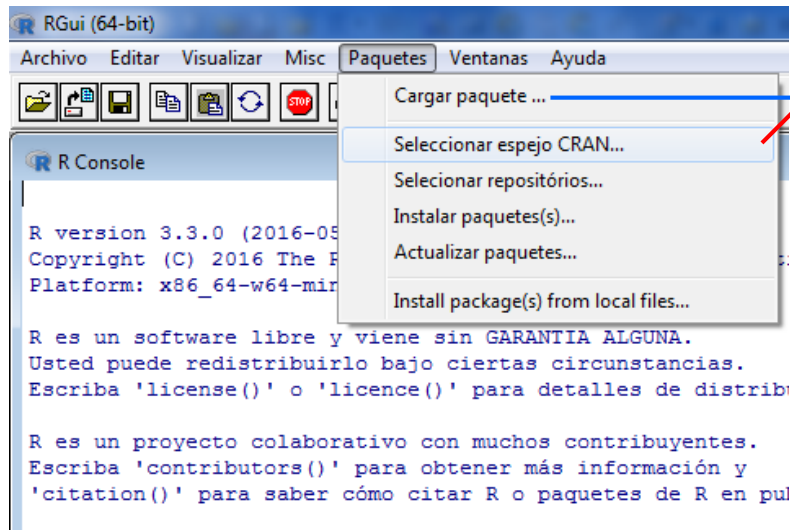 RGui (64-bit)
Archivo Editar Visualizar Misc Paquetes Ventanas Ayuda
STOP
Cargar paquete ...
Seleccionar espejo CRAN...
Selecionar repositórios...
Instalar paquetes(s)...
Actualizar paquetes...
Install package(s) from local files...
R Console
R version 3.3.0 (2016-05
Copyright (C) 2016 The
Platform: x86_64-w64-min
R es un software libre y viene sin GARANTIA ALGUNA.
Usted puede redistribuirlo bajo ciertas circunstancias.
Escriba 'license()' o 'licence()' para detalles de distribu
R es un proyecto colaborativo con muchos contribuyentes.
Escriba 'contributors()' para obtener más información y
'citation()' para saber cómo citar R o paquetes de R en pu